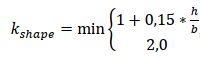 k_shape = min { 1 + 0,15 * h/b
2,0